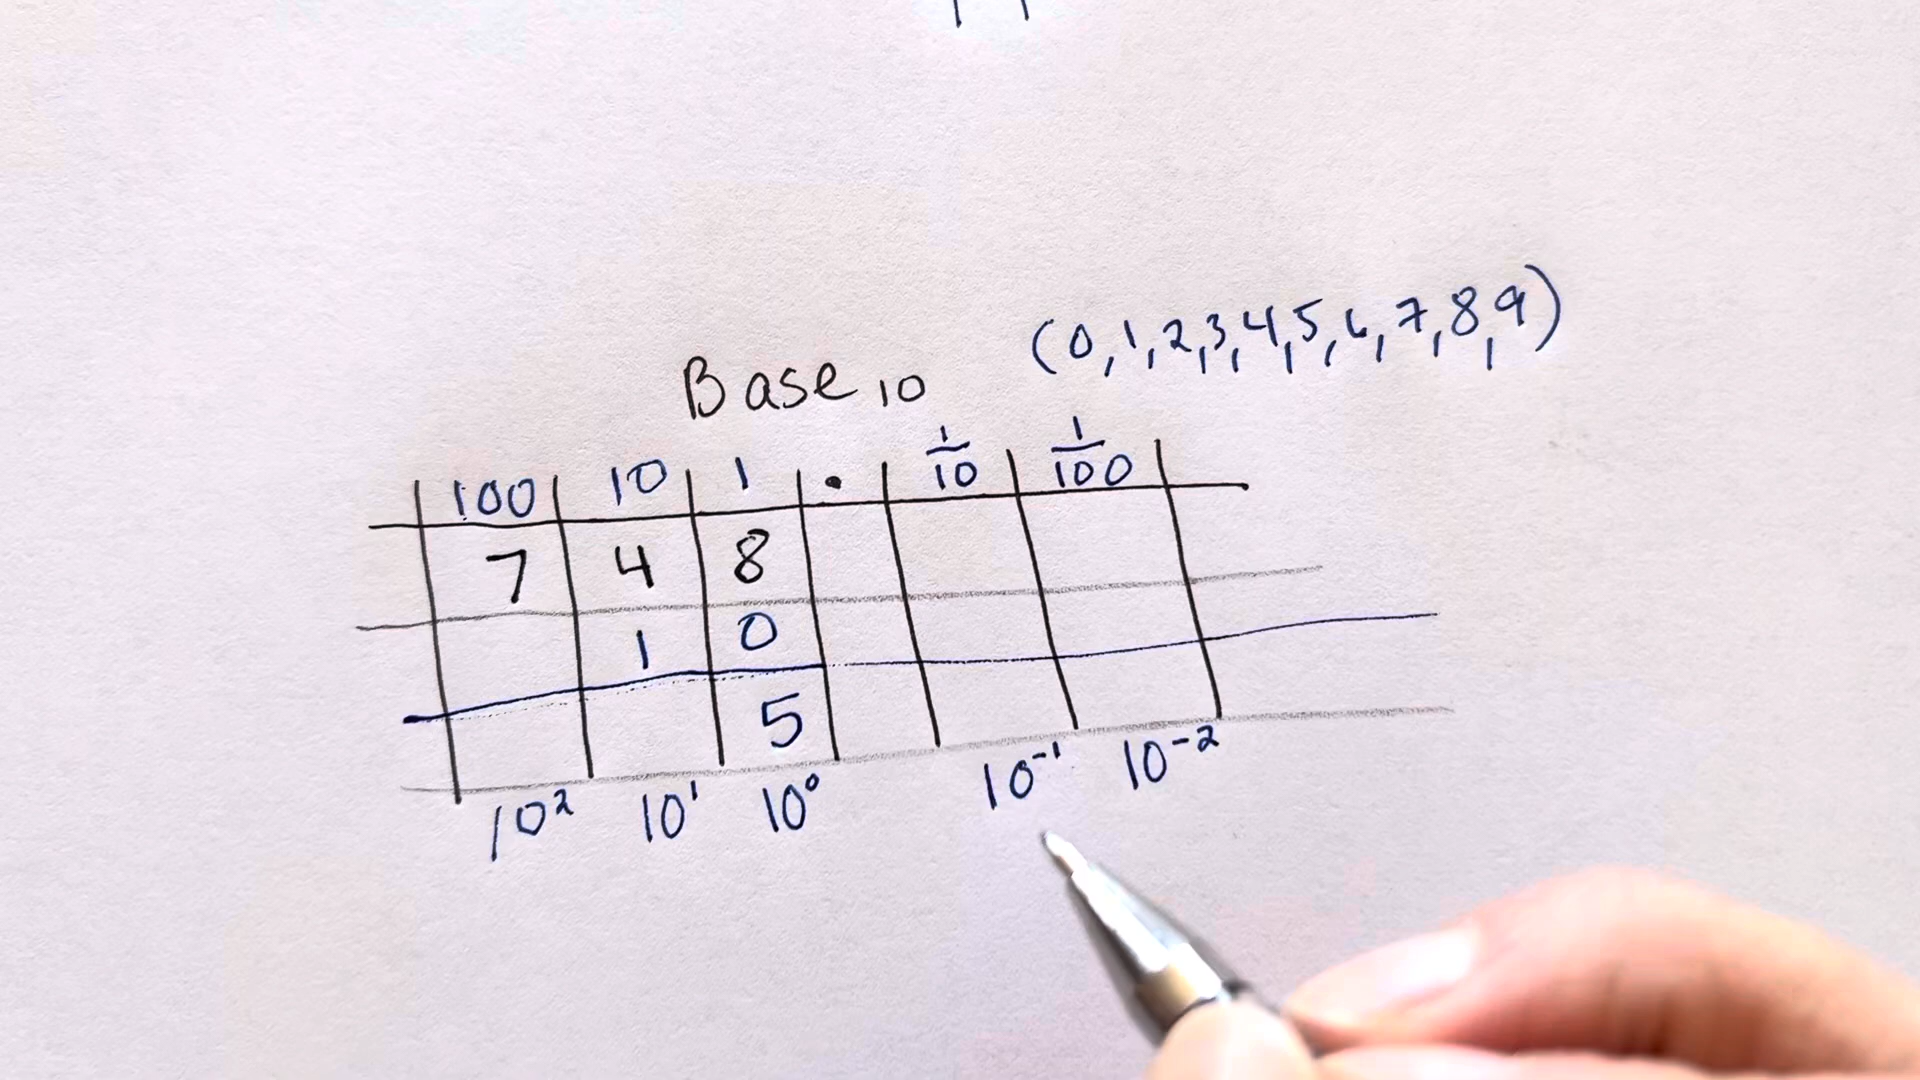 (0,1,2,3,4,5,6,7,8,9)
Base 10
100 10 1 . 1/10 1/100
7 4 8
1 0
5
10² 10¹ 10⁰ 10⁻¹ 10⁻²